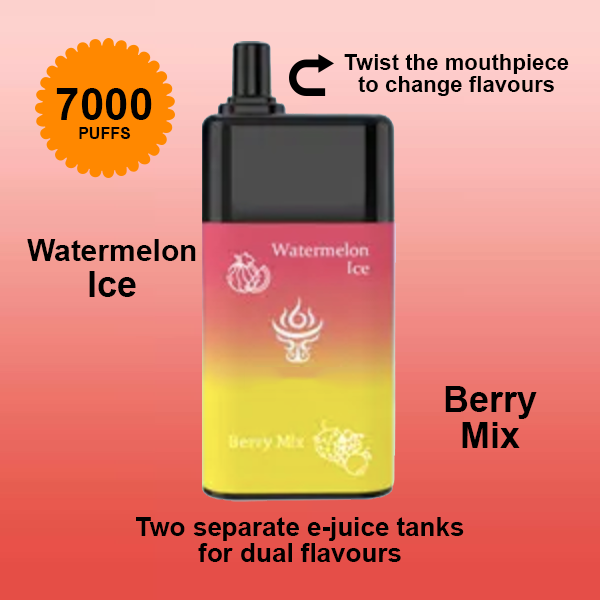 7000
PUFFS
Twist the mouthpiece
to change flavours
Watermelon
Ice
Watermelon
Ice
Berry
Mix
Berry Mix
Two separate e-juice tanks
for dual flavours